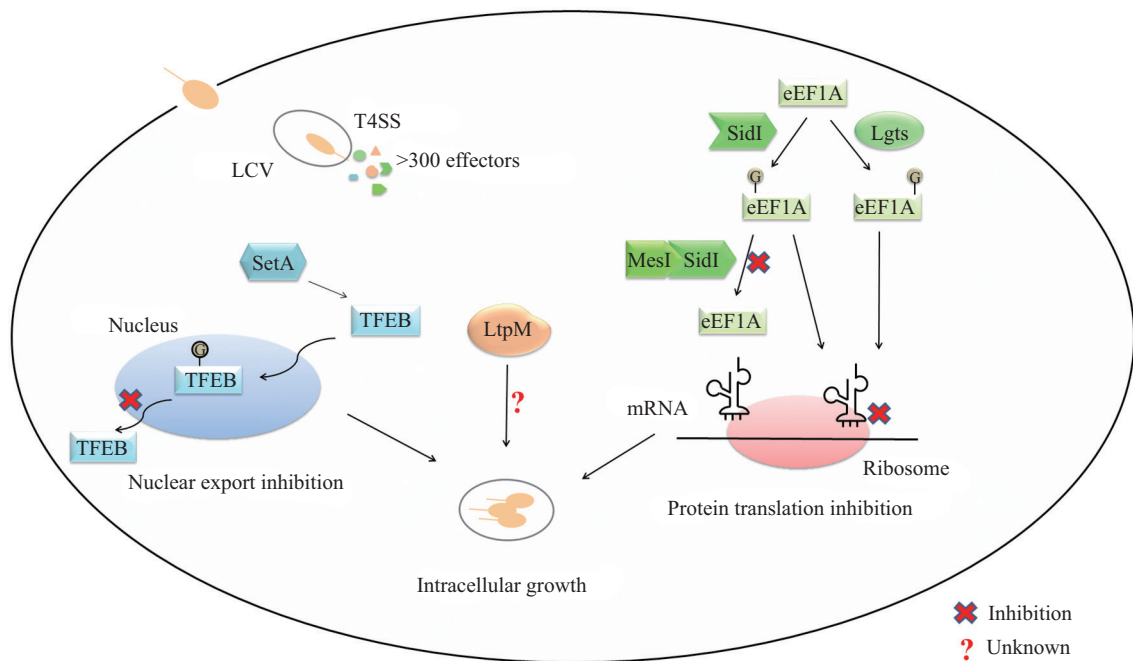 T4SS
>300 effectors
LCV
eEF1A
SidI
Lgts
G
eEF1A
G
eEF1A
MesI
SidI
eEF1A
SetA
TFEB
Nucleus
G
TFEB
TFEB
Nuclear export inhibition
LtpM
?
mRNA
Ribosome
Protein translation inhibition
Intracellular growth
Inhibition
? Unknown